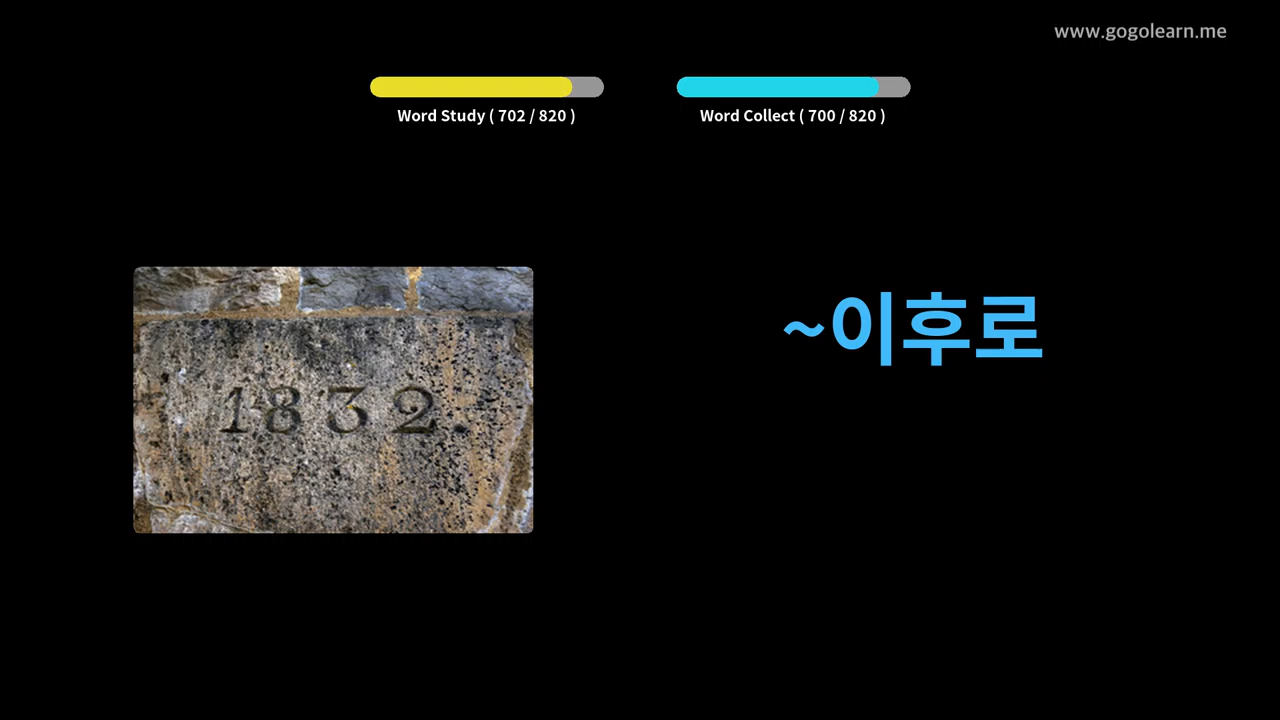 www.gogolearn.me
Word Study ( 702 / 820 )
Word Collect ( 700 / 820 )
~이후로
1832.